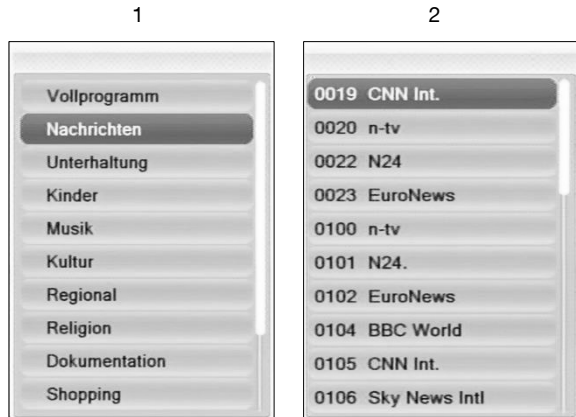 1
Vollprogramm
Nachrichten
Unterhaltung
Kinder
Musik
Kultur
Regional
Religion
Dokumentation
Shopping
2
0019 CNN Int.
0020 n-tv
0022 N24
0023 EuroNews
0100 n-tv
0101 N24.
0102 EuroNews
0104 BBC World
0105 CNN Int.
0106 Sky News Intl